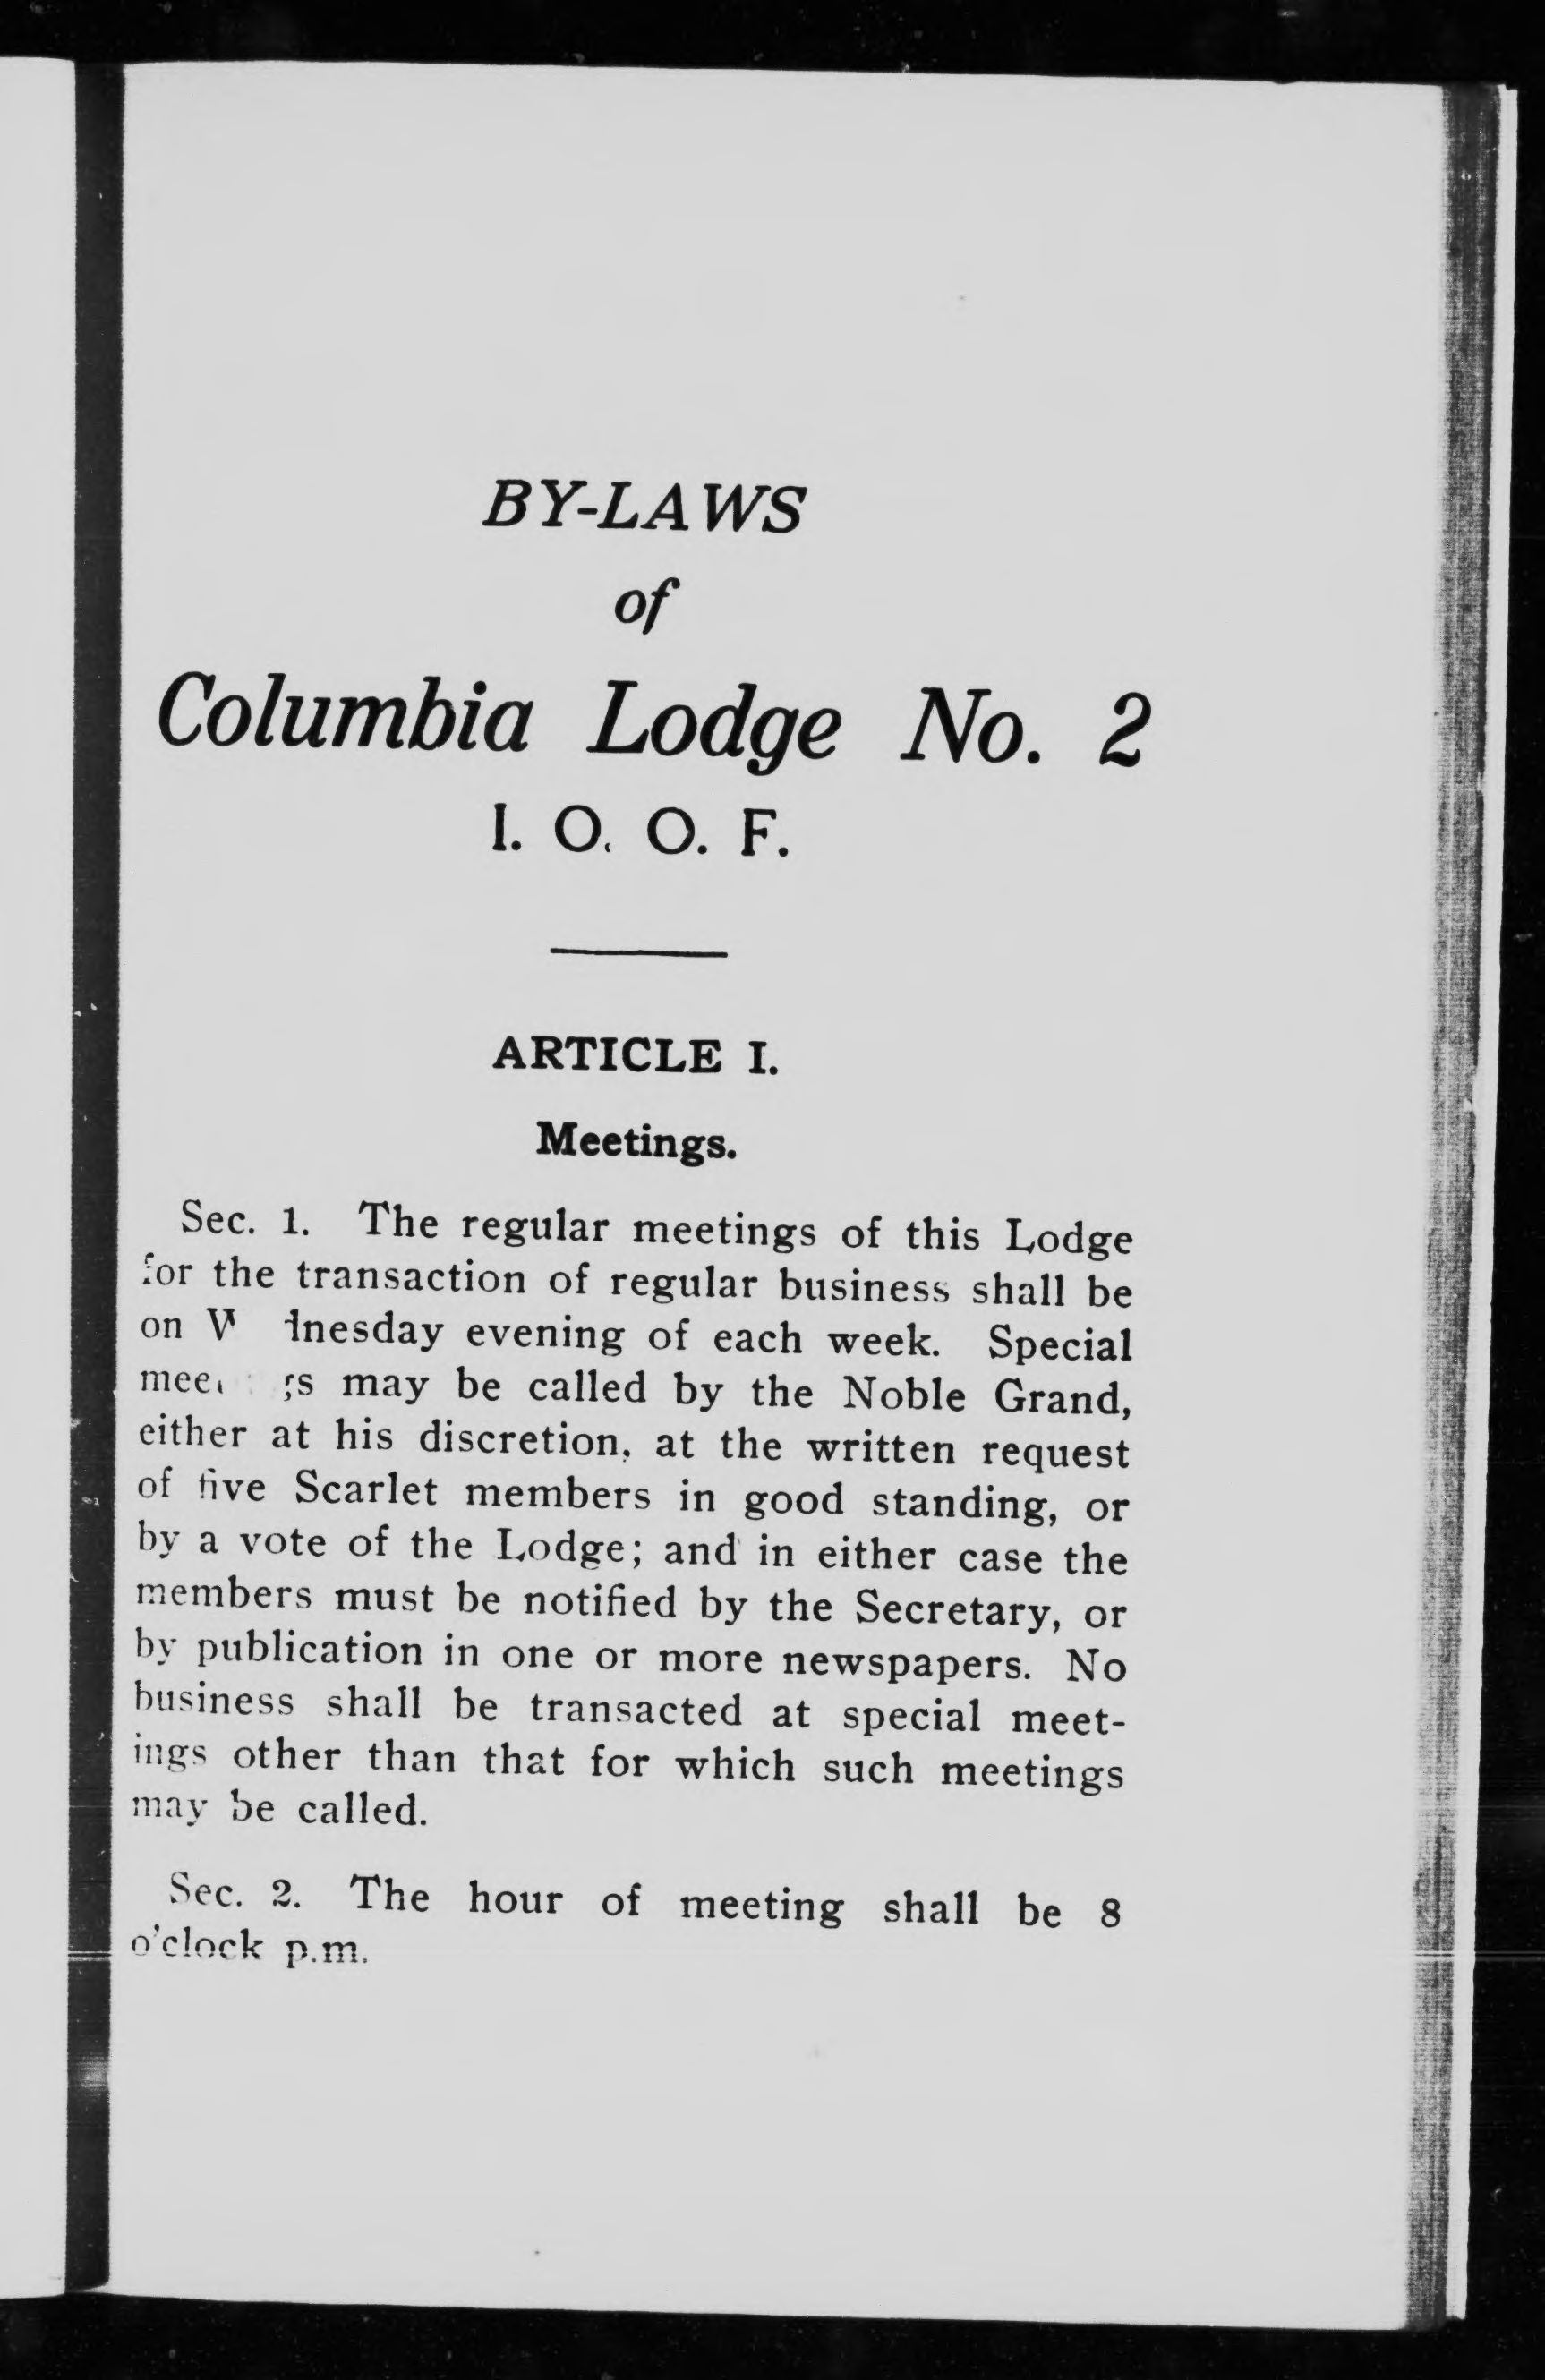 BY-LAWS
of
Columbia Lodge No. 2
I. O. O. F.
ARTICLE I.
Meetings.
Sec. 1. The regular meetings of this Lodge
for the transaction of regular business shall be
on evening of each week. Special
may be called by the Noble Grand,
either at his discretion, at the written request
of five Scarlet members in good standing, or
by a vote of the Lodge; and in either case the
members must be notified by the Secretary, or
by publication in one or more newspapers. No
business shall be transacted at special meet-
ings other than that for which such meetings
may be called.
Sec. 2. The hour of meeting shall be 8
o'clock p.m.